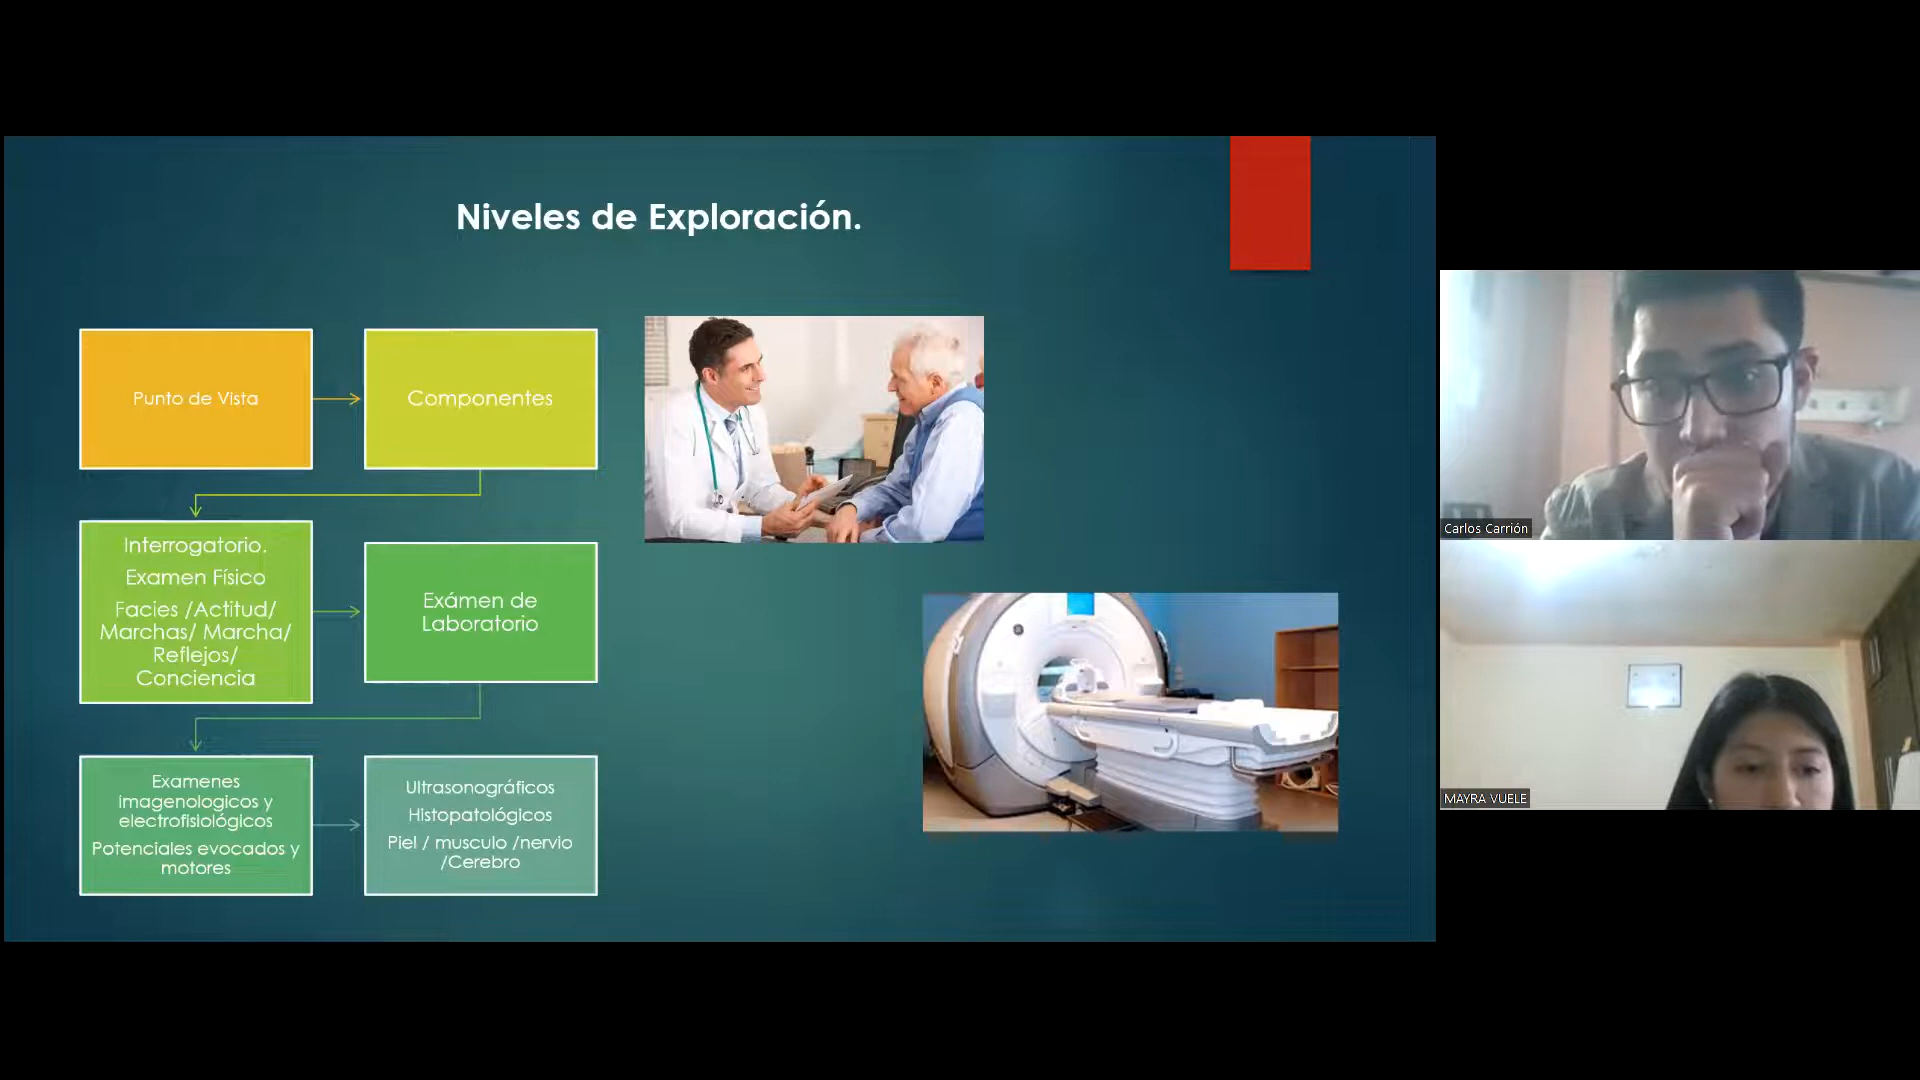 Niveles de Exploración.
Punto de Vista
Componentes
Interrogatorio.
Examen Físico
Facies /Actitud/
Marchas/ Marcha/
Reflejos/
Conciencia
Exámen de
Laboratorio
Examenes
imagenologicos y
electrofisiológicos
Potenciales evocados y
motores
Ultrasonográficos
Histopatológicos
Piel / musculo /nervio
/Cerebro
Carlos Carrión
MAYRA VUELE